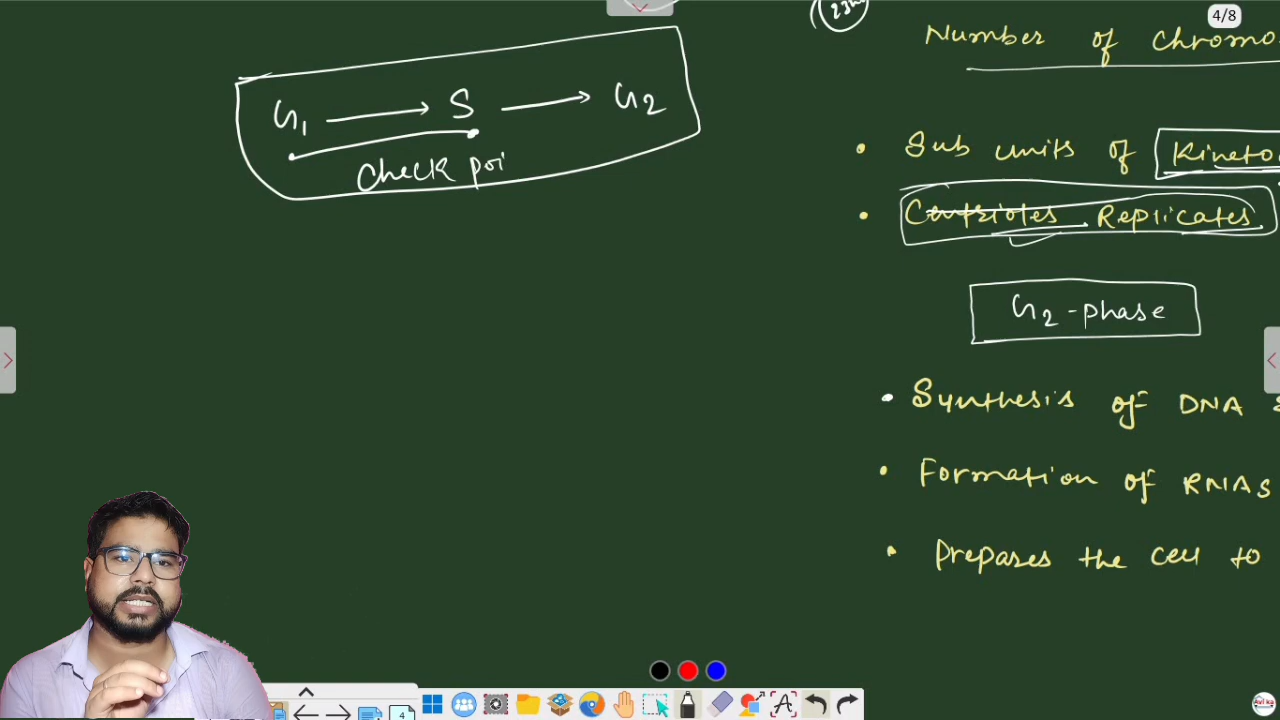 G1 → S → G2
Check poi
4/8
Number of Chromo
Sub units of Kineto
Centrioles Replicates
G2 - phase
Synthesis of DNA
Formation of RNAs
Prepares the cell to
4